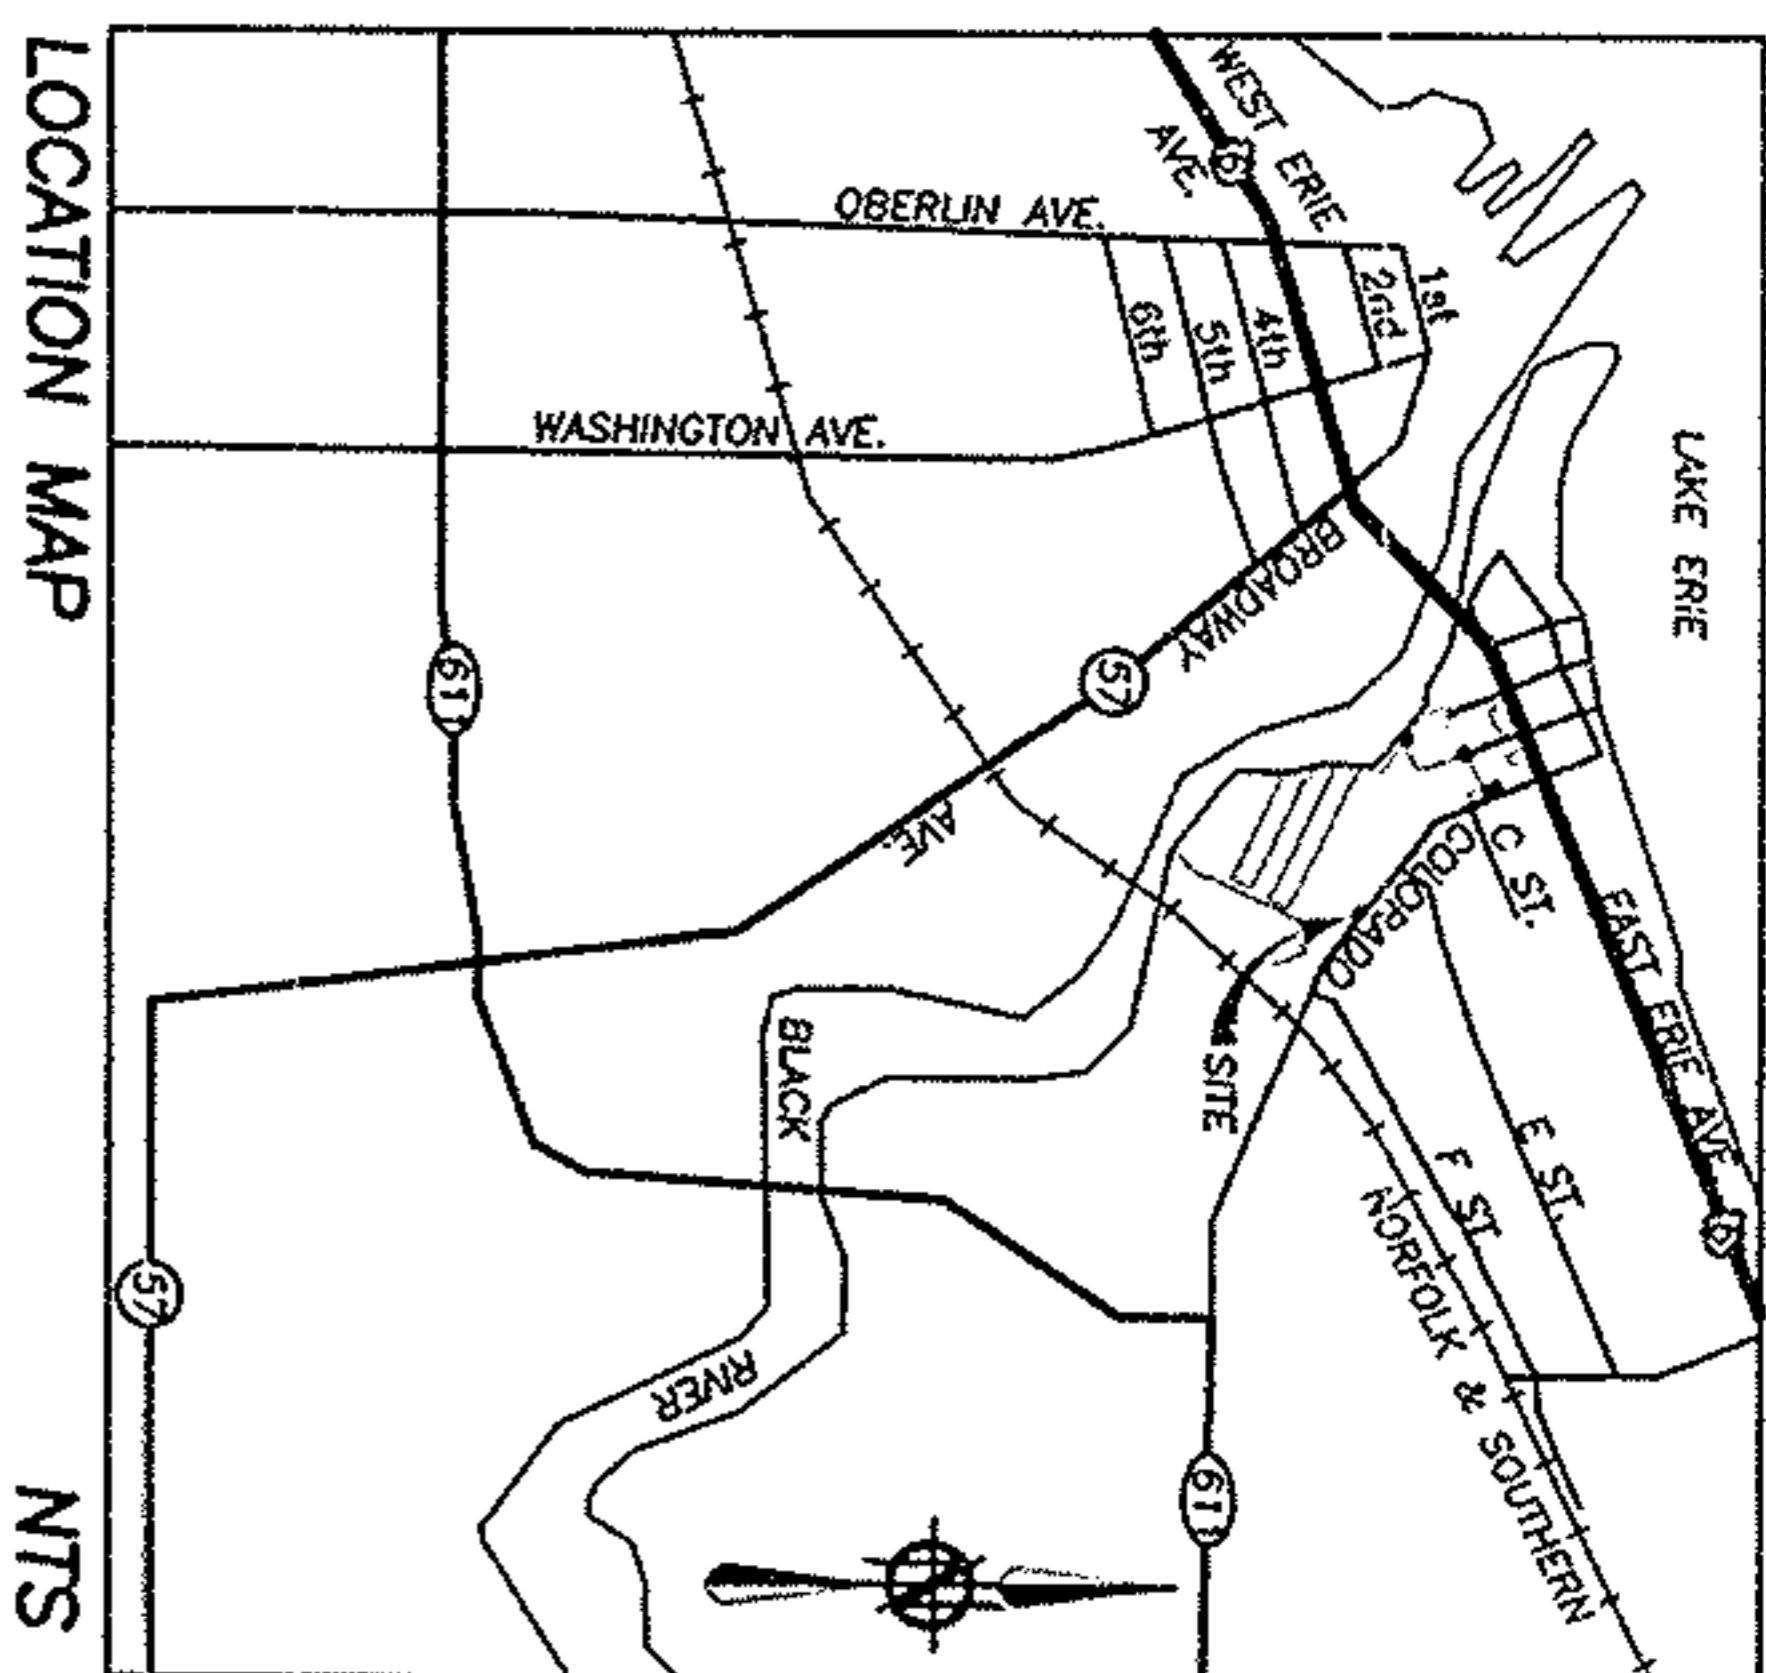 LAKE ERIE
WEST ERIE
AVE.
6
1st
2nd
4th
5th
6th
OBERLIN AVE.
WASHINGTON AVE.
BROADWAY
57
AVE.
C ST.
COLORADO
EAST ERIE AVE.
6
E ST.
F ST.
SITE
NORFOLK & SOUTHERN
611
611
BLACK
RIVER
57
LOCATION MAP
NTS